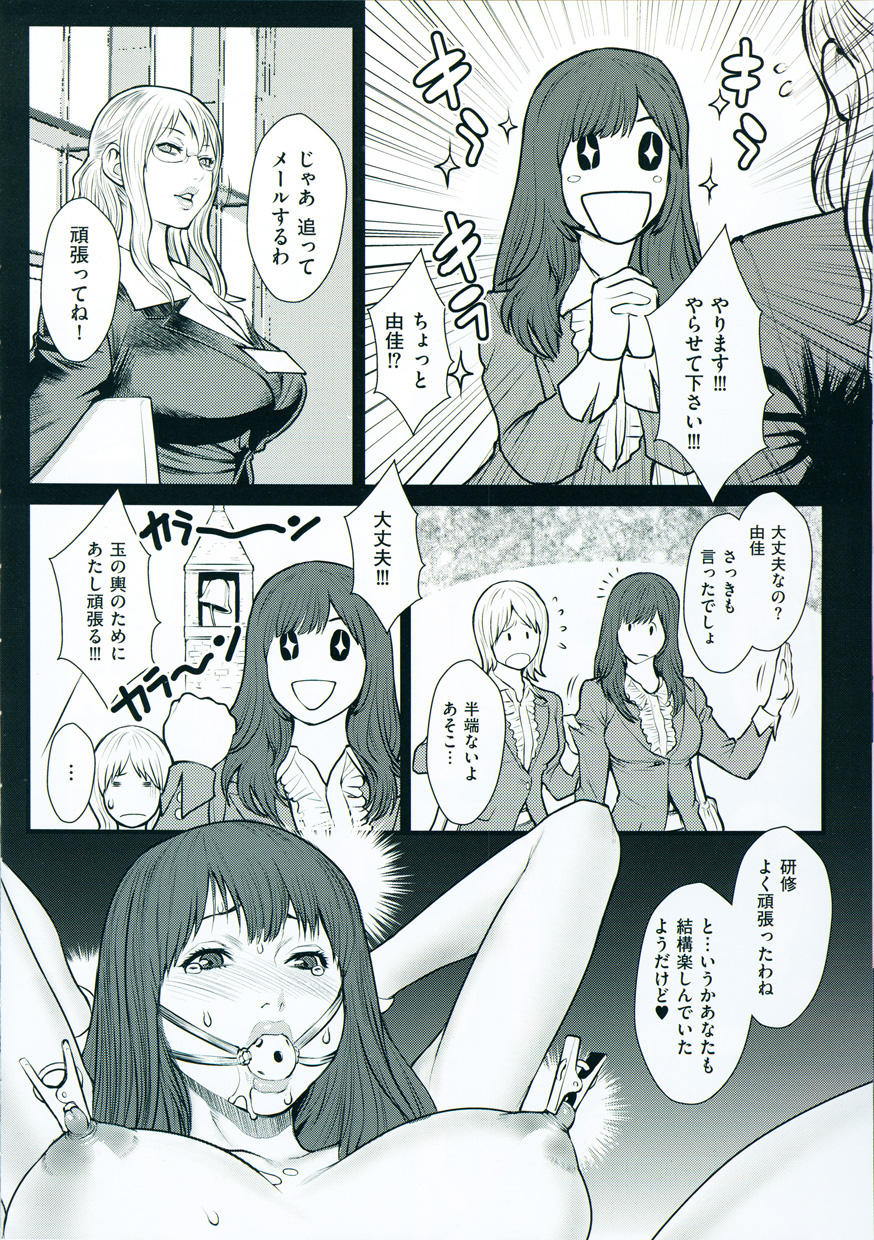 キラ
キラ
キラ
やります!!!
やらせて下さい!!!
ちょっと
由佳!?
じゃあ 追って
メールするわ
頑張ってね！
大丈夫なの？
由佳
さっきも
言ったでしょ
半端ないよ
あそこ…
大丈夫!!!
カラ〜〜ン
カラ〜〜ン
玉の輿のために
あたし頑張る!!!
…
研修
よく頑張ったわね
と…いうかあなたも
結構楽しんでいた
ようだけど♥